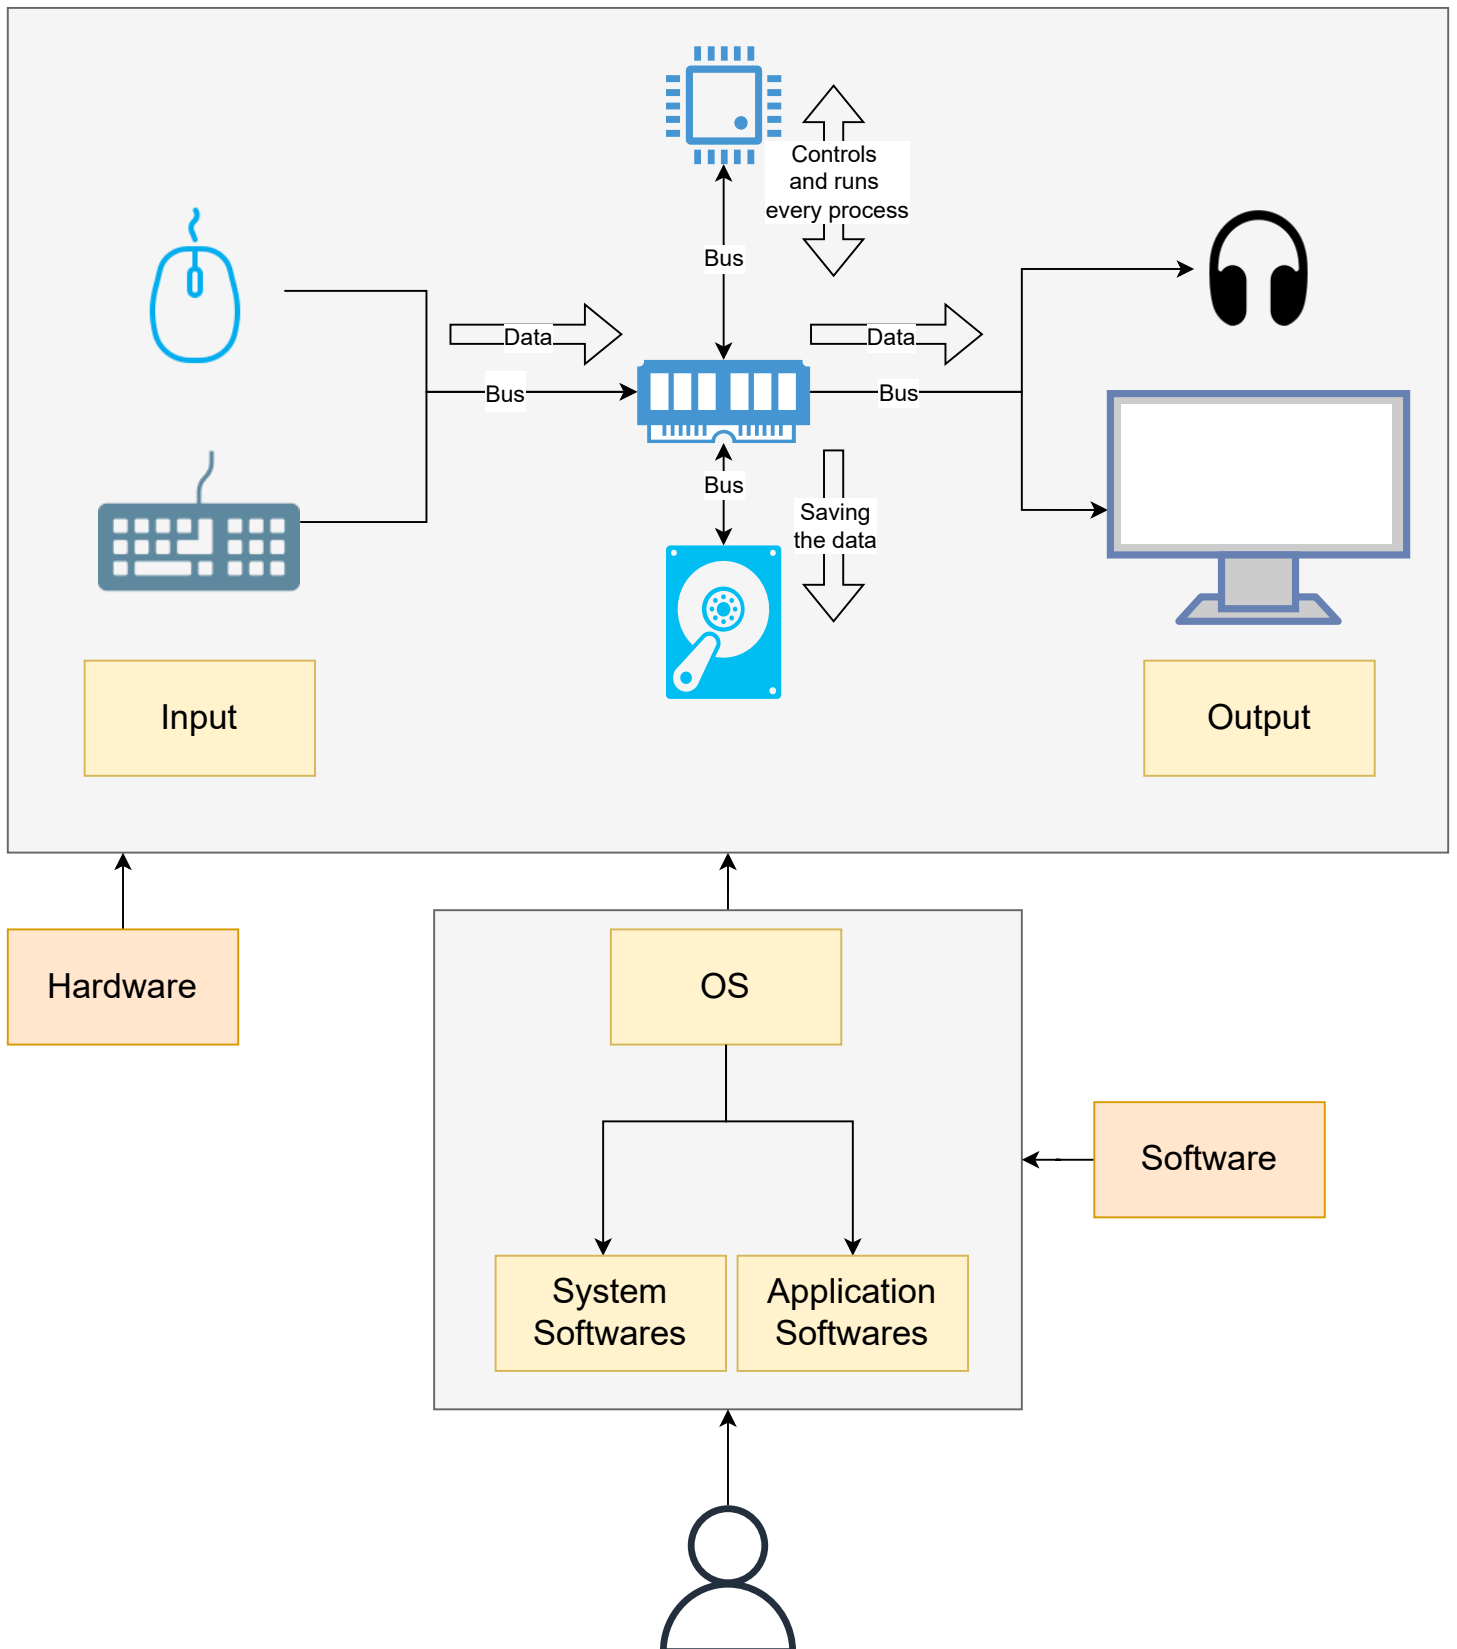 Controls
and runs
every process
Bus
Data
Data
Bus
Bus
Bus
Saving
the data
Input
Output
Hardware
OS
Software
System
Softwares
Application
Softwares